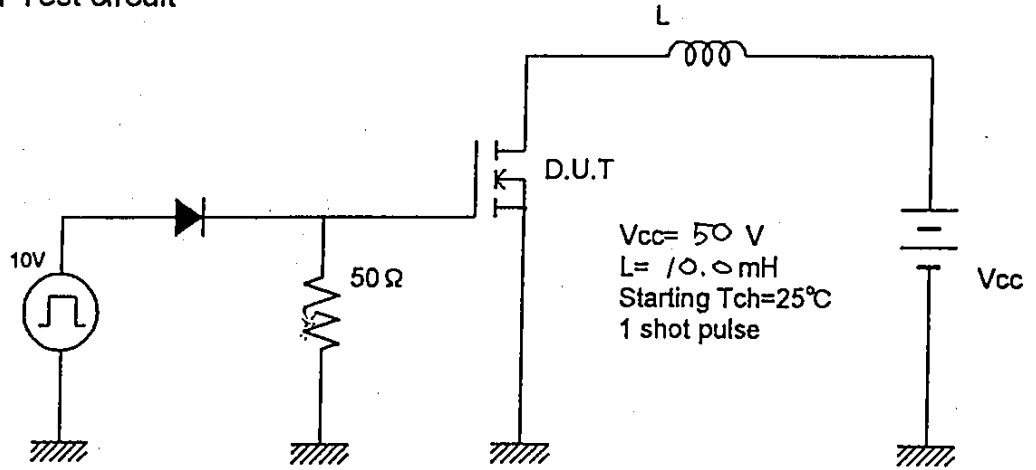 Test circuit
L
D.U.T
10V
50Ω
Vcc= 50 V
L= 10.0 mH
Starting Tch=25℃
1 shot pulse
Vcc